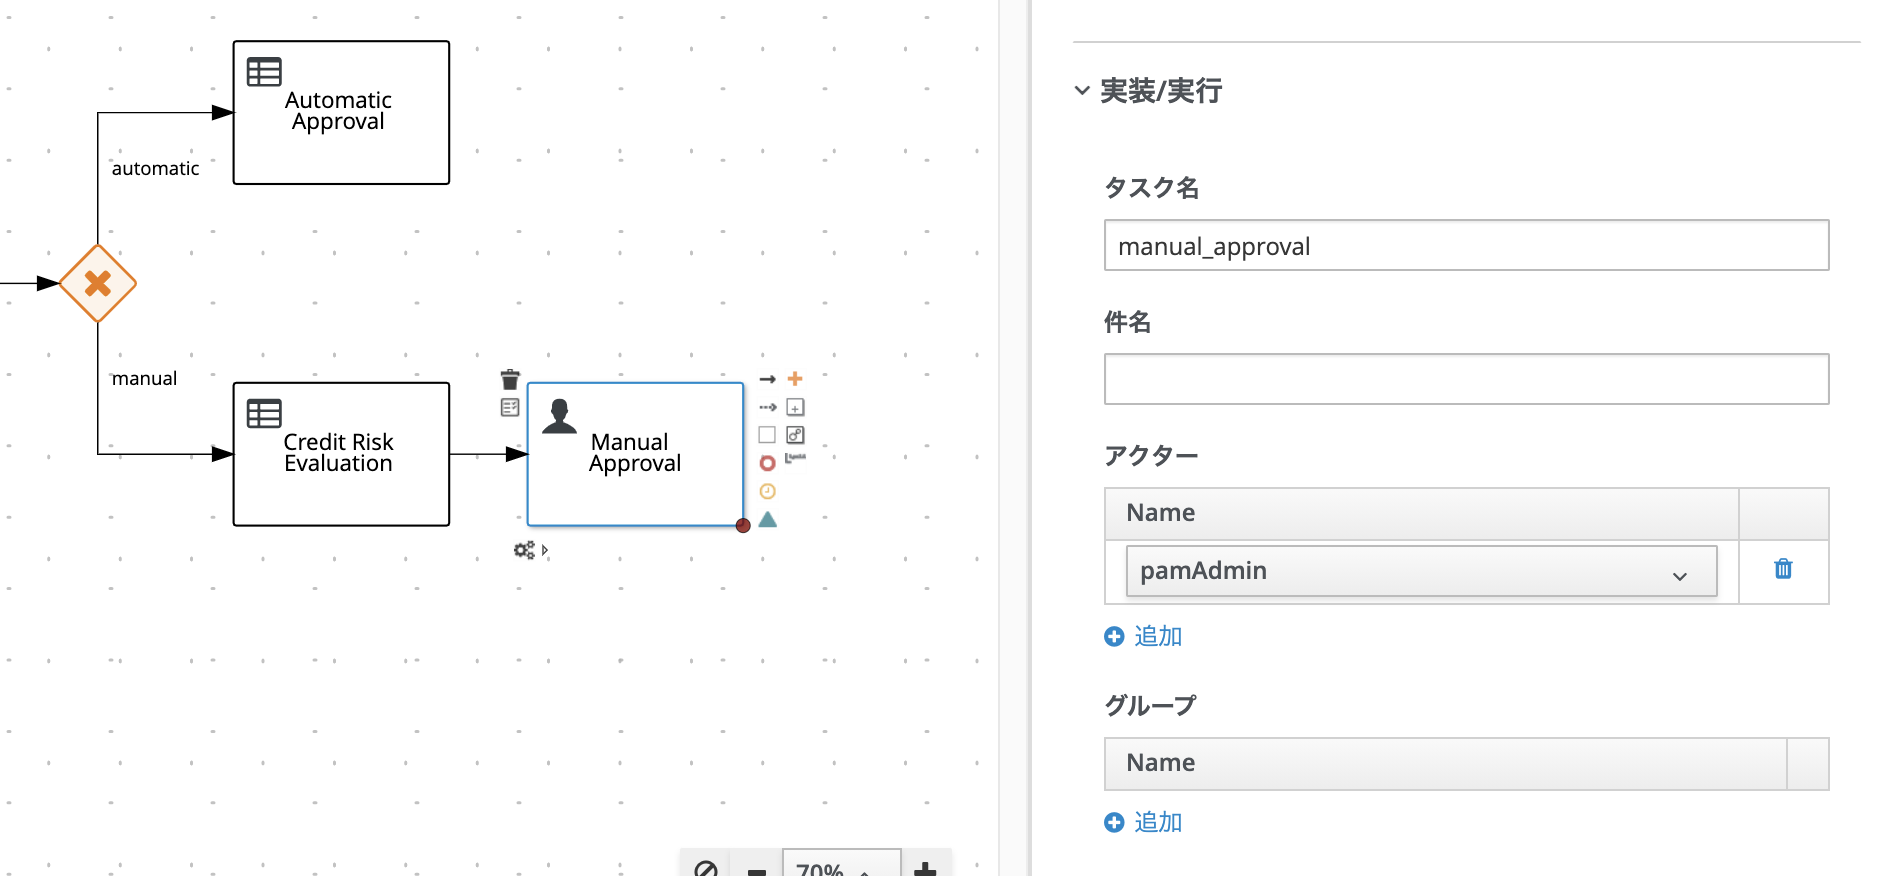 Automatic
Approval
automatic
manual
Credit Risk
Evaluation
Manual
Approval
70%
実装/実行
タスク名
manual_approval
件名
アクター
Name
pamAdmin
追加
グループ
Name
追加